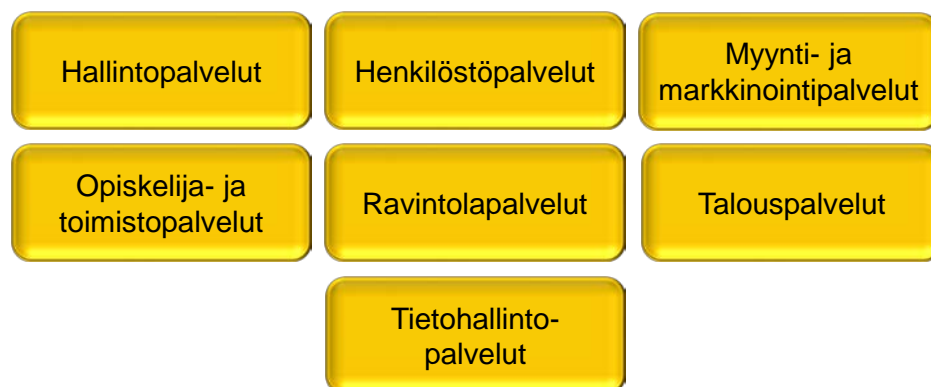 Hallintopalvelut
Henkilöstöpalvelut
Myynti- ja
markkinointipalvelut
Opiskelija- ja
toimistopalvelut
Ravintolapalvelut
Talouspalvelut
Tietohallinto-
palvelut